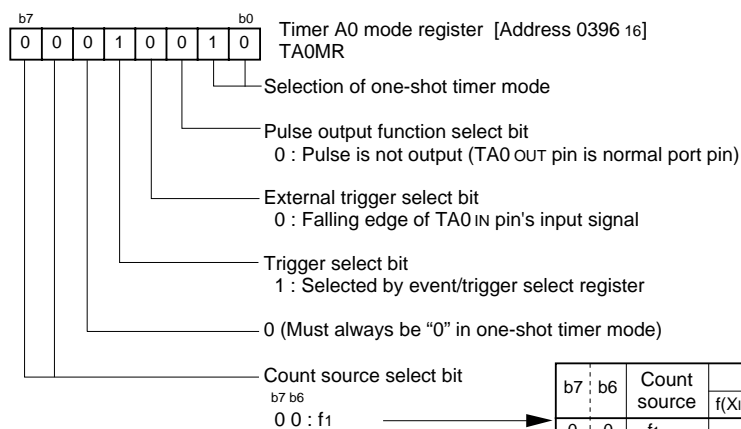 b7 b0
Timer A0 mode register [Address 0396 16]
TA0MR
0 0 0 1 0 0 1 0
Selection of one-shot timer mode
Pulse output function select bit
0 : Pulse is not output (TA0 OUT pin is normal port pin)
External trigger select bit
0 : Falling edge of TA0 IN pin's input signal
Trigger select bit
1 : Selected by event/trigger select register
0 (Must always be “0” in one-shot timer mode)
Count source select bit
b7 b6
0 0 : f1
b7 b6 Count source
0 0 f1